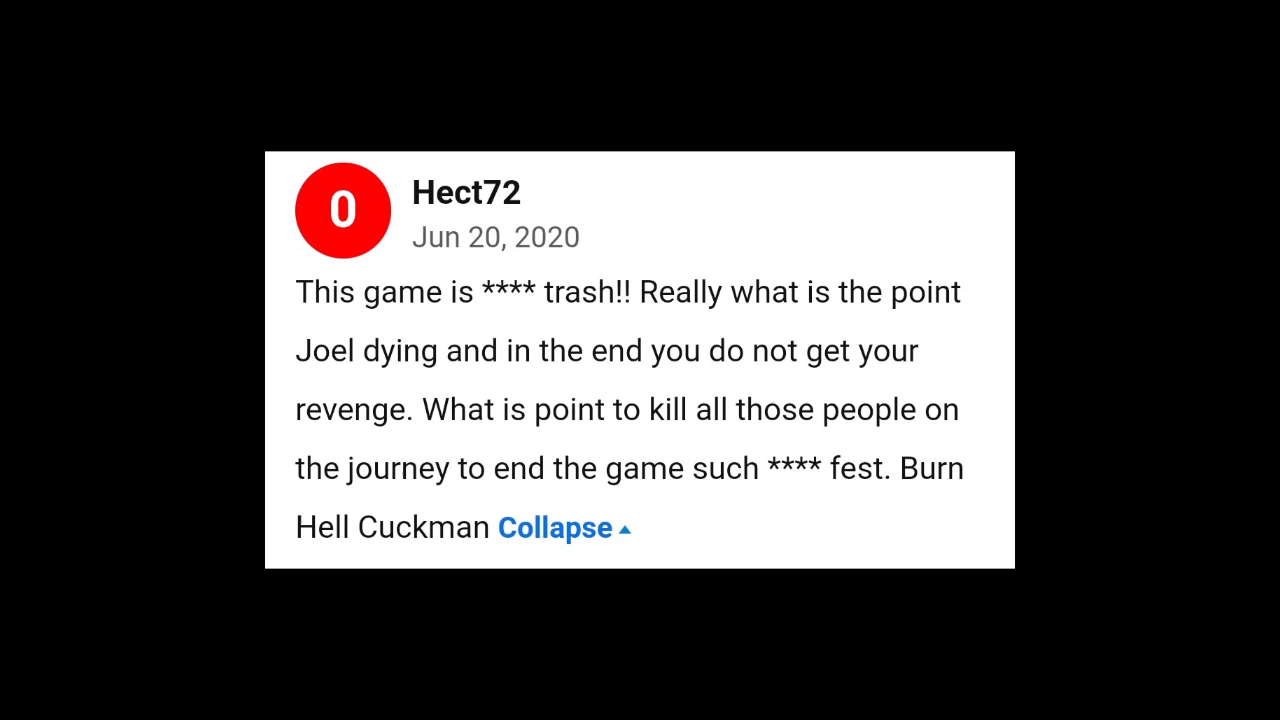 0
Hect72
Jun 20, 2020
This game is **** trash!! Really what is the point
Joel dying and in the end you do not get your
revenge. What is point to kill all those people on
the journey to end the game such **** fest. Burn
Hell Cuckman Collapse